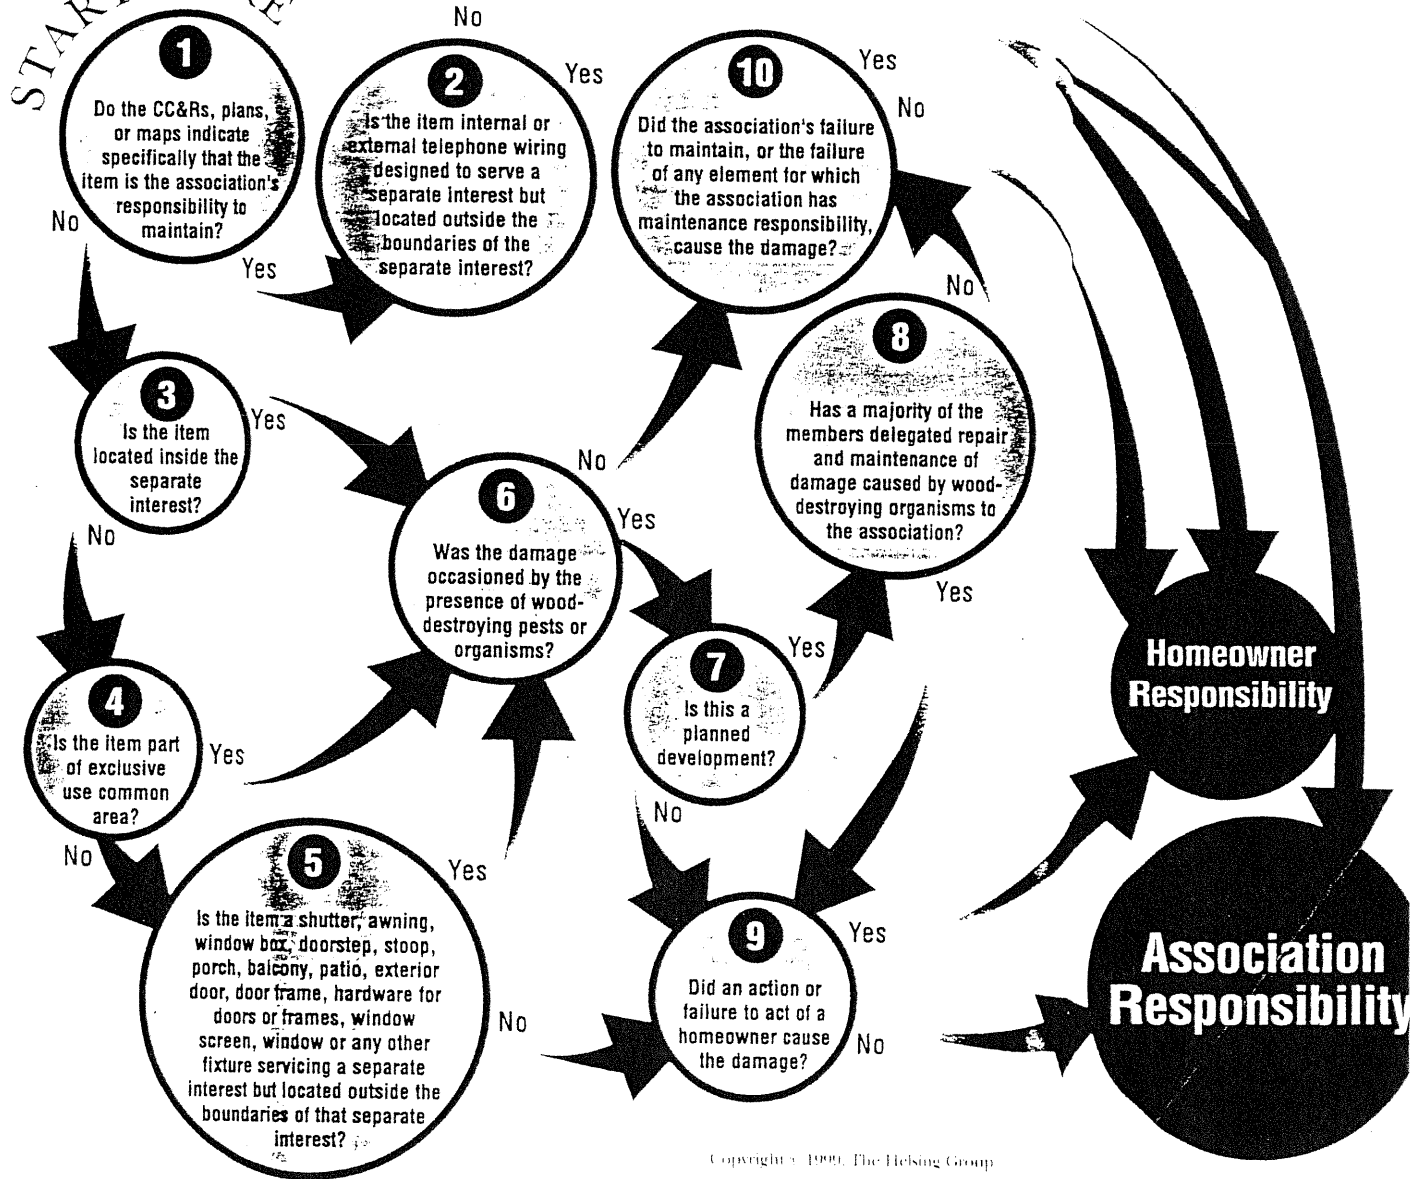 START
1
Do the CC&Rs, plans,
or maps indicate
specifically that the
item is the association's
responsibility to
maintain?
No
Yes
2
Is the item internal or
external telephone wiring
designed to serve a
separate interest but
located outside the
boundaries of the
separate interest?
No
Yes
3
Is the item
located inside the
separate
interest?
Yes
No
4
Is the item part
of exclusive
use common
area?
Yes
No
5
Is the item a shutter, awning,
window box, doorstep, stoop,
porch, balcony, patio, exterior
door, door frame, hardware for
doors or frames, window
screen, window or any other
fixture servicing a separate
interest but located outside the
boundaries of that separate
interest?
Yes
No
6
Was the damage
occasioned by the
presence of wood-
destroying pests or
organisms?
No
Yes
7
Is this a
planned
development?
Yes
No
8
Has a majority of the
members delegated repair
and maintenance of
damage caused by wood-
destroying organisms to
the association?
No
Yes
9
Did an action or
failure to act of a
homeowner cause
the damage?
Yes
No
10
Did the association's failure
to maintain, or the failure
of any element for which
the association has
maintenance responsibility,
cause the damage?
Yes
No
Homeowner
Responsibility
Association
Responsibility
Copyright © 1999, The Helsing Group